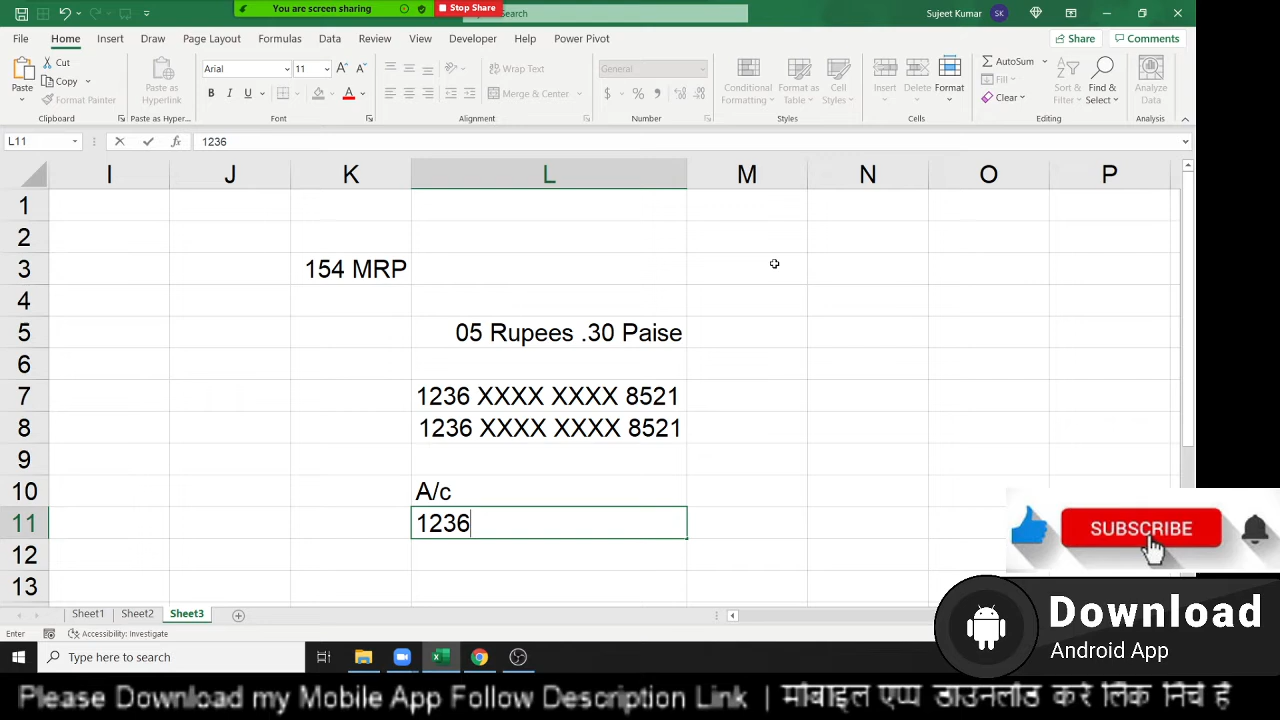 You are screen sharing
Stop Share
Search
Sujeet Kumar
SK
File Home Insert Draw Page Layout Formulas Data Review View Developer Help Power Pivot
Share
Comments
Paste
Cut
Copy
Format Painter
Clipboard
Paste as Hyperlink
Paste as Hyper...
Arial
11
B I U
Font
Wrap Text
Merge & Center
Alignment
General
$ % ,
Number
Conditional Formatting
Format as Table
Cell Styles
Styles
Insert
Delete
Format
Cells
AutoSum
Fill
Clear
Sort & Filter
Find & Select
Editing
Analyze Data
Analysis
L11
fx
1236
I J K L M N O P
1
2
3 154 MRP
4
5 05 Rupees .30 Paise
6
7 1236 XXXX XXXX 8521
8 1236 XXXX XXXX 8521
9
10 A/c
11 1236
12
13
SUBSCRIBE
Sheet1 Sheet2 Sheet3
Enter
Accessibility: Investigate
Download
Android App
Type here to search
Please Download my Mobile App Follow Description Link | मोबाइल एप्प डाउनलोड करे लिंक निचे है